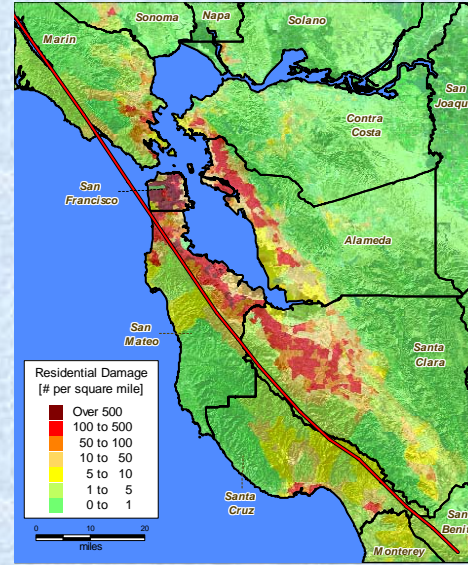 Sonoma
Napa
Solano
Marin
San
Joaqu
Contra
Costa
San
Francisco
Alameda
San
Mateo
Santa
Clara
Residential Damage
[# per square mile]
Over 500
100 to 500
50 to 100
10 to 50
5 to 10
1 to 5
0 to 1
0 10 20
miles
Santa
Cruz
San
Benit
Monterey